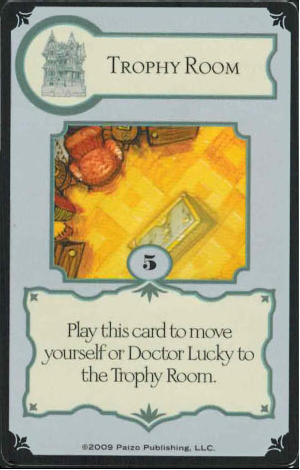 TROPHY ROOM
5
Play this card to move
yourself or Doctor Lucky to
the Trophy Room.
©2009 Paizo Publishing, LLC.